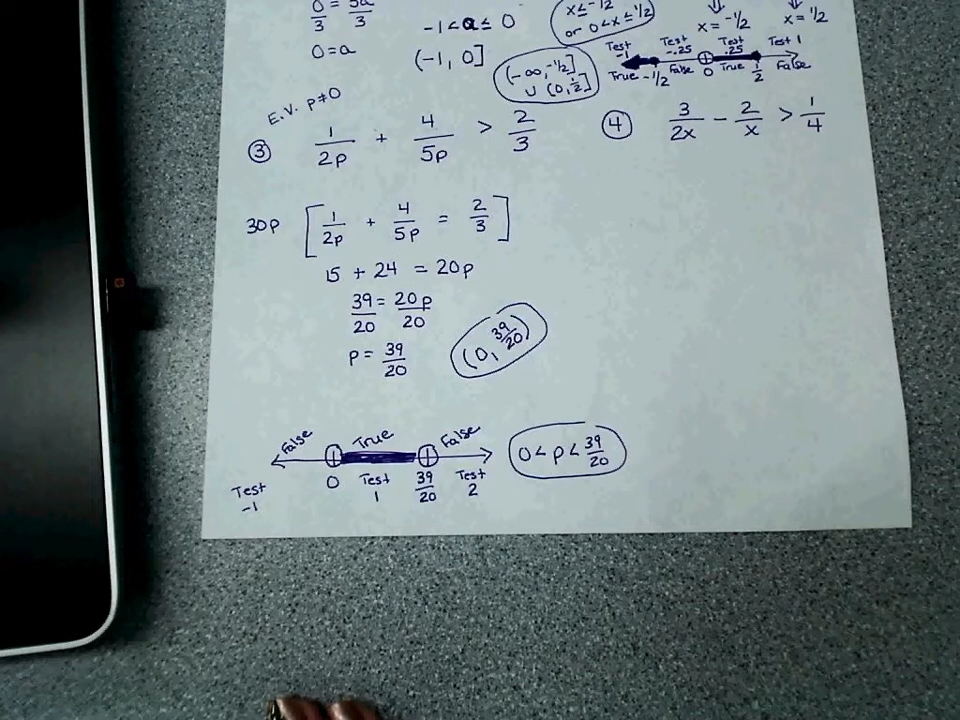 0/3 = 3a/3
0 = a
-1 < a ≤ 0
(-1, 0]
x ≤ -1/2
or 0 < x ≤ 1/2
(-∞, -1/2]
∪ (0, 1/2]
x = -1/2
x = 1/2
Test -1 Test -.25 Test .25 Test 1
True -1/2 False 0 True 1/2 False
E.V. p ≠ 0
③ 1/2p + 4/5p > 2/3
30p [1/2p + 4/5p = 2/3]
15 + 24 = 20p
39/20 = 20p/20
p = 39/20
(0, 39/20)
False True False
0 39/20
Test -1 Test 1 Test 2
0 < p < 39/20
④ 3/2x - 2/x > 1/4